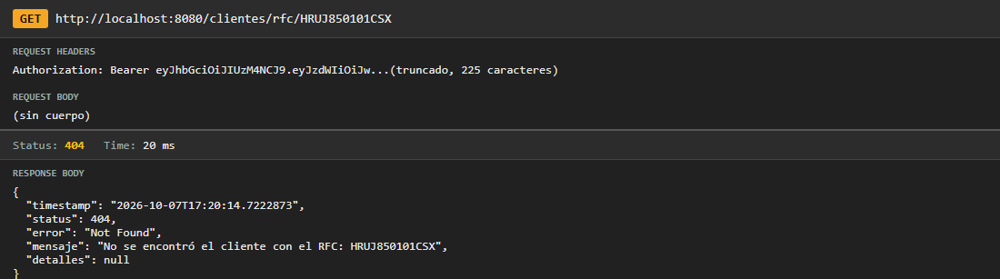 GET http://localhost:8080/clientes/rfc/HRUJ850101CSX
REQUEST HEADERS
Authorization: Bearer eyJhbGciOiJIUzM4NCJ9.eyJzdWIiOiJw...(truncado, 225 caracteres)
REQUEST BODY
(sin cuerpo)
Status: 404 Time: 20 ms
RESPONSE BODY
{
"timestamp": "2026-10-07T17:20:14.7222873",
"status": 404,
"error": "Not Found",
"mensaje": "No se encontró el cliente con el RFC: HRUJ850101CSX",
"detalles": null
}